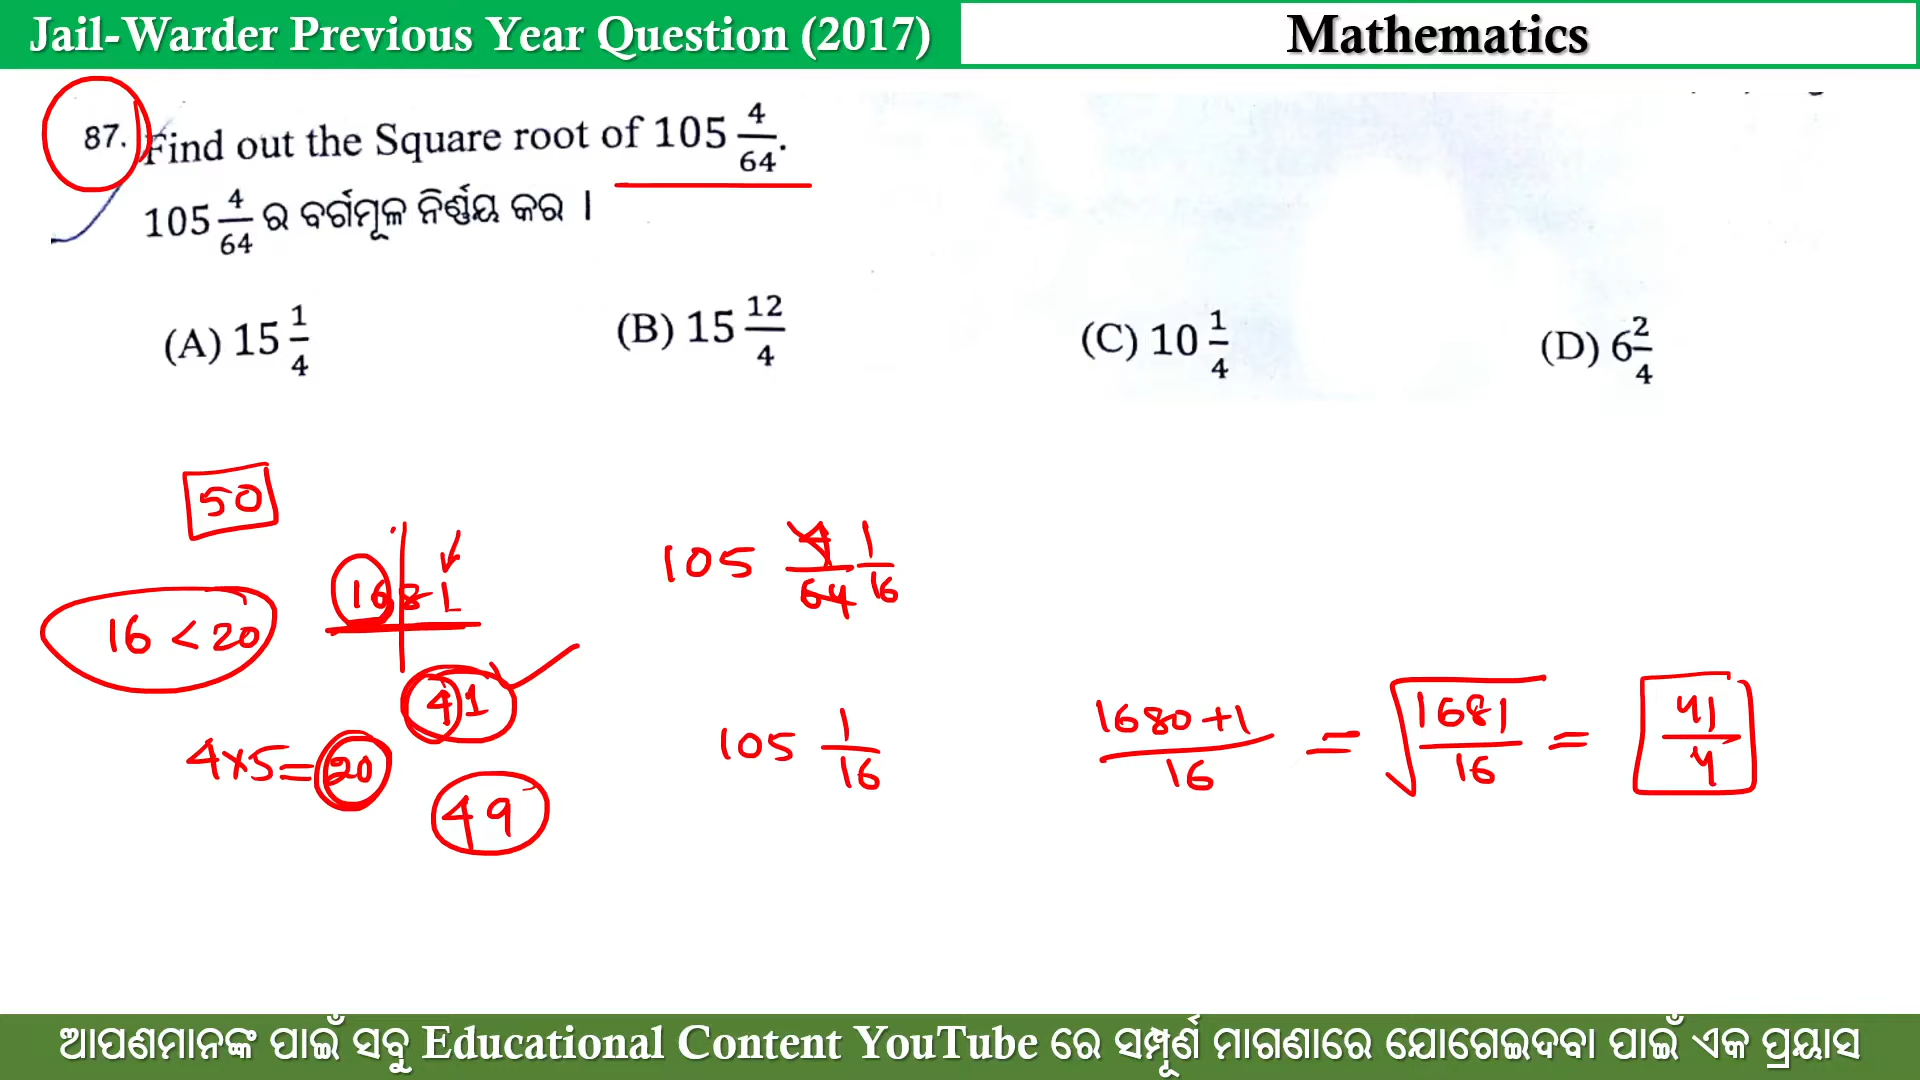 Jail-Warder Previous Year Question (2017)
Mathematics
87. Find out the Square root of 105 4/64.
105 4/64 ର ବର୍ଗମୂଳ ନିର୍ଣ୍ଣୟ କର ।
(A) 15 1/4
(B) 15 12/4
(C) 10 1/4
(D) 6 2/4
50
1681
105 4/64 1/16
16 < 20
41
4x5=20
49
105 1/16
1680+1/16 = √1681/16 = 41/4
ଆପଣମାନଙ୍କ ପାଇଁ ସବୁ Educational Content YouTube ରେ ସମ୍ପୂର୍ଣ ମାଗଣାରେ ଯୋଗେଇଦବା ପାଇଁ ଏକ ପ୍ରୟାସ